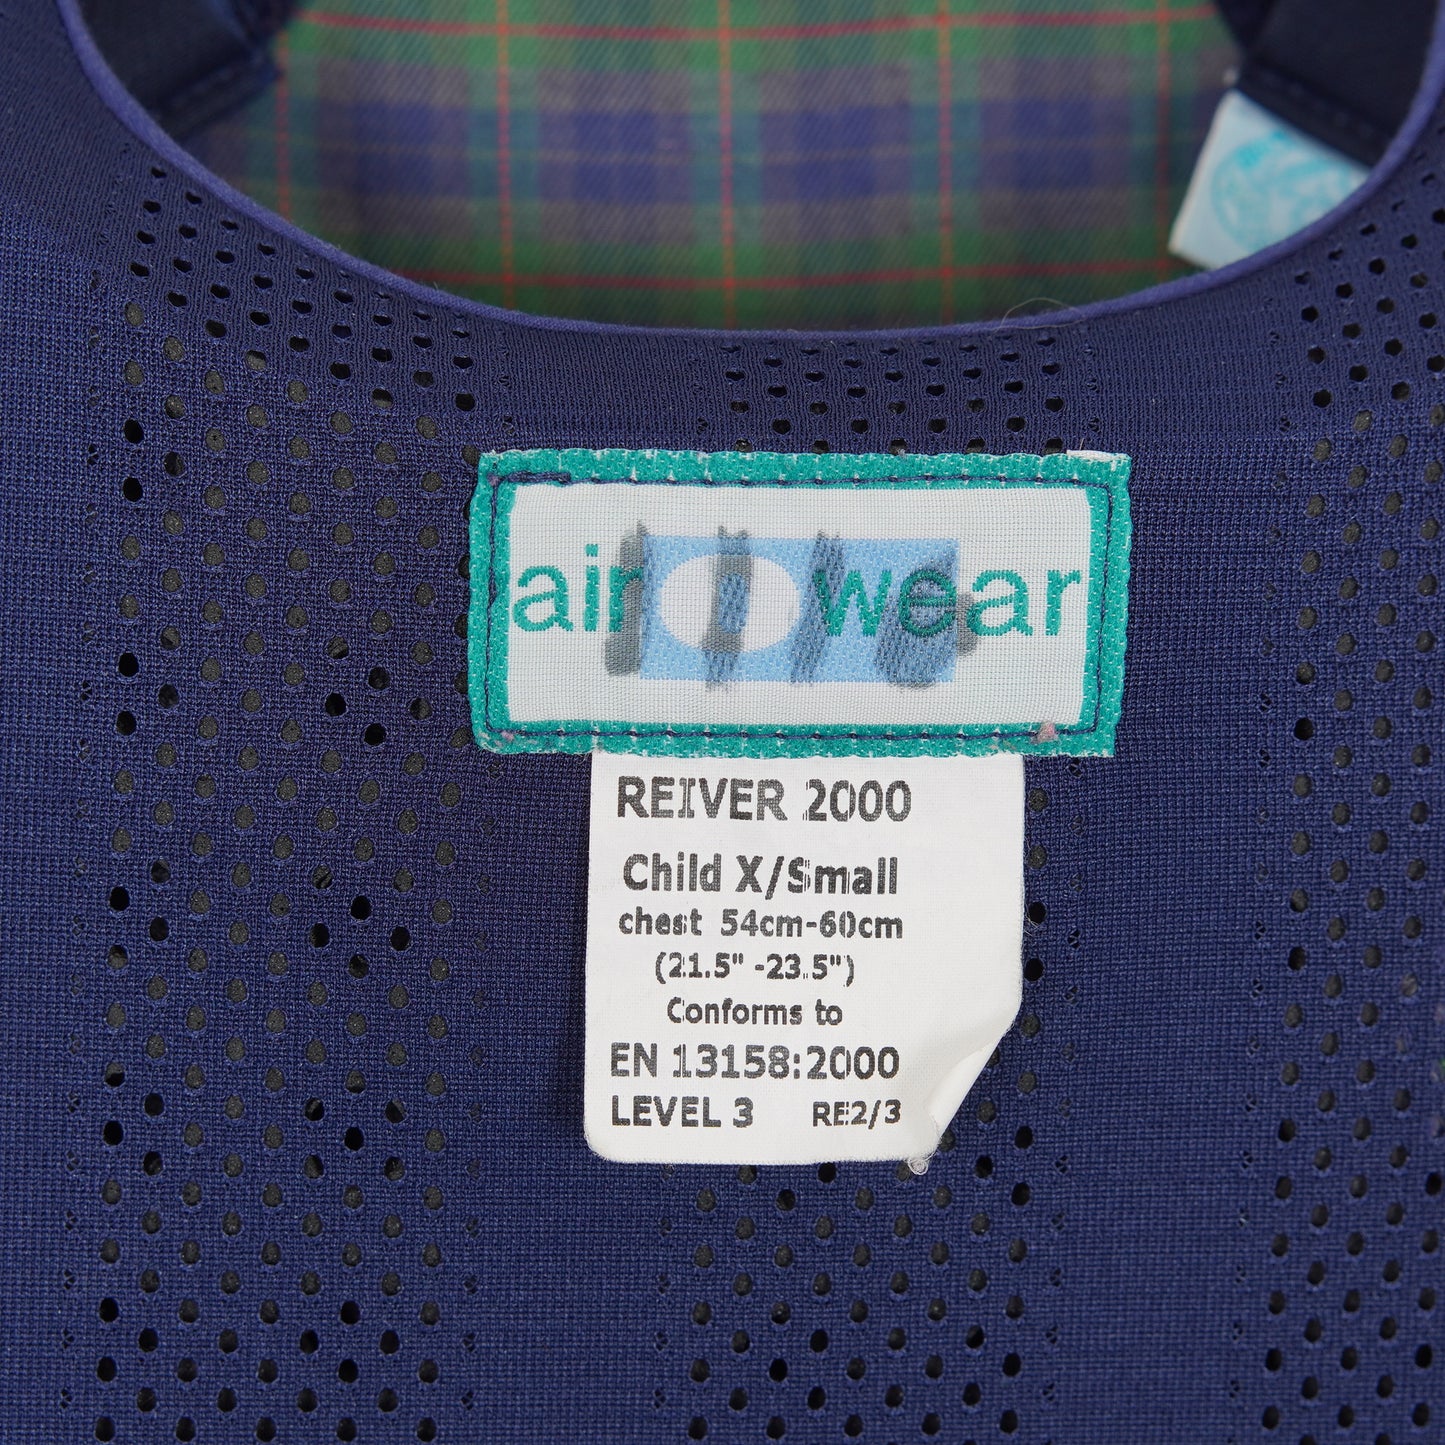 air o wear
REIVER 2000
Child X/Small
chest 54cm-60cm
(21.5" -23.5")
Conforms to
EN 13158:2000
LEVEL 3 RE2/3